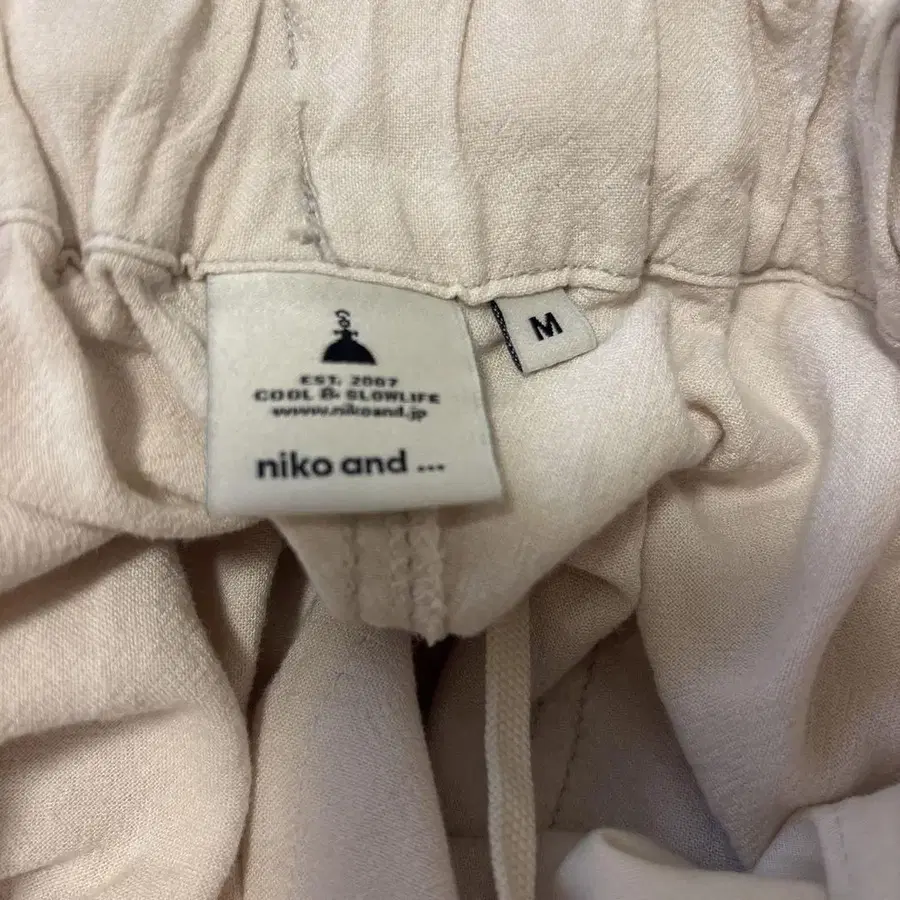 EST. 2007
COOL & SLOWLIFE
www.nikoand.jp
niko and ...
M